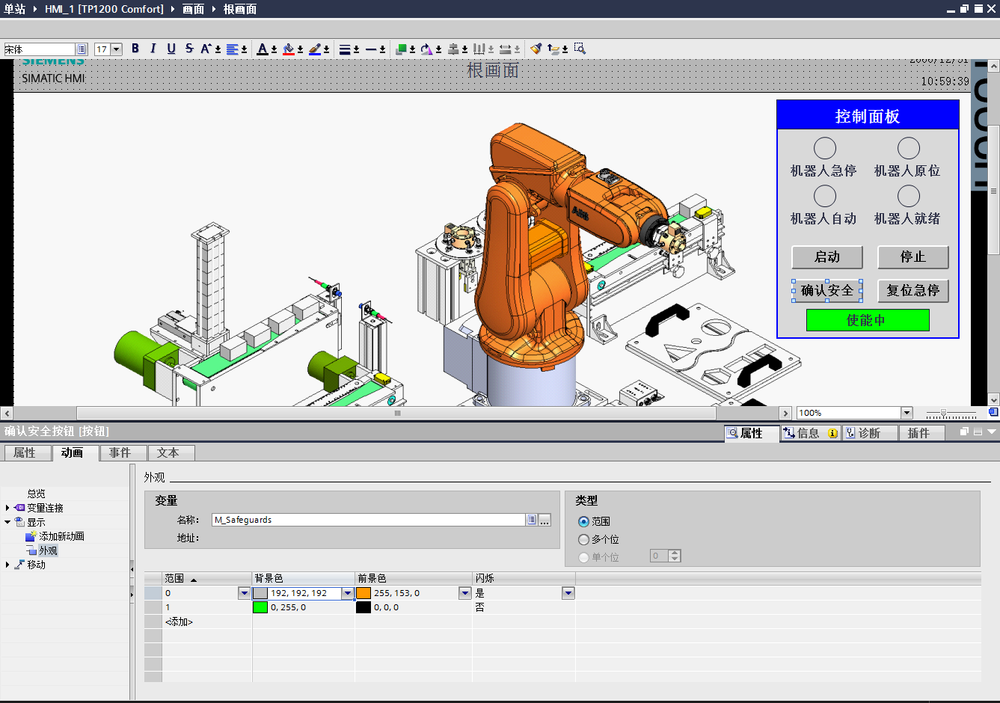 单站 HMI_1 [TP1200 Comfort] 画面 根画面
宋体 17 B I U S A A
SIEMENS
SIMATIC HMI
根画面
2000/12/31
10:59:39
TOUCH
控制面板
机器人急停 机器人原位
机器人自动 机器人就绪
启动 停止
确认安全 复位急停
使能中
100%
确认安全按钮 [按钮]
属性 信息 诊断 插件
属性 动画 事件 文本
总览
变量连接
显示
添加新动画
外观
移动
外观
变量
名称: M_Safeguards ...
地址:
类型
范围
多个位
单个位 0
范围 背景色 前景色 闪烁
0 192, 192, 192 255, 153, 0 是
1 0, 255, 0 0, 0, 0 否
<添加>